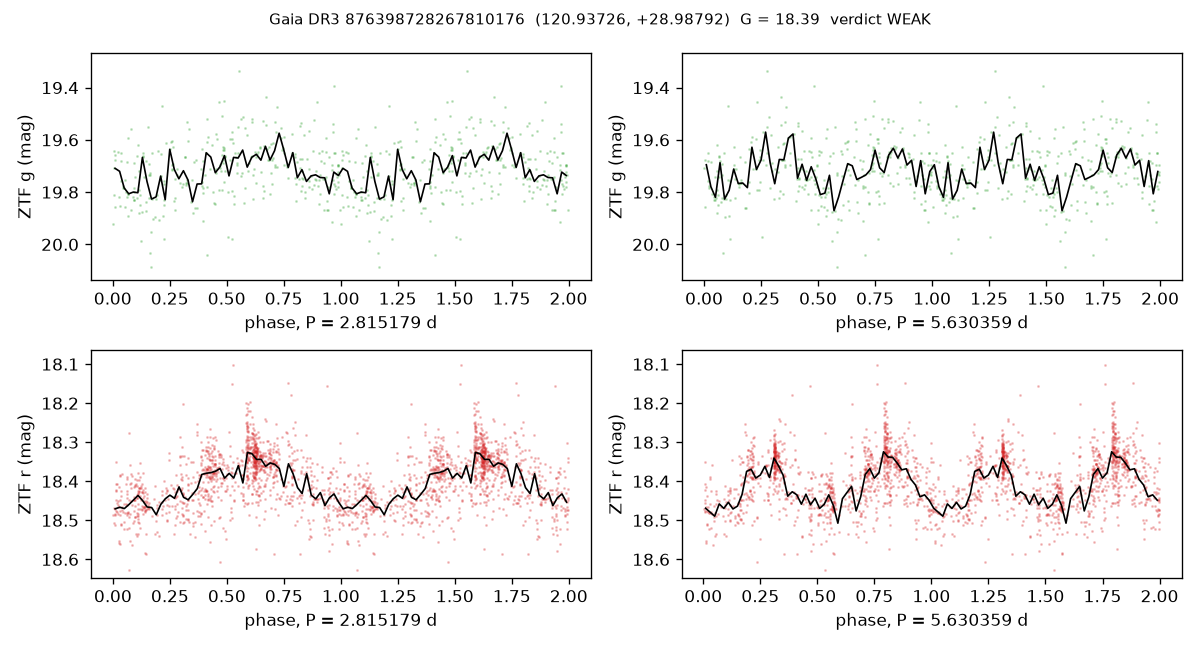 Gaia DR3 876398728267810176  (120.93726, +28.98792)  G = 18.39  verdict WEAK
ZTF g (mag)
19.4
19.6
19.8
20.0
0.00 0.25 0.50 0.75 1.00 1.25 1.50 1.75 2.00
phase, P = 2.815179 d
ZTF g (mag)
19.4
19.6
19.8
20.0
0.00 0.25 0.50 0.75 1.00 1.25 1.50 1.75 2.00
phase, P = 5.630359 d
ZTF r (mag)
18.1
18.2
18.3
18.4
18.5
18.6
0.00 0.25 0.50 0.75 1.00 1.25 1.50 1.75 2.00
phase, P = 2.815179 d
ZTF r (mag)
18.1
18.2
18.3
18.4
18.5
18.6
0.00 0.25 0.50 0.75 1.00 1.25 1.50 1.75 2.00
phase, P = 5.630359 d